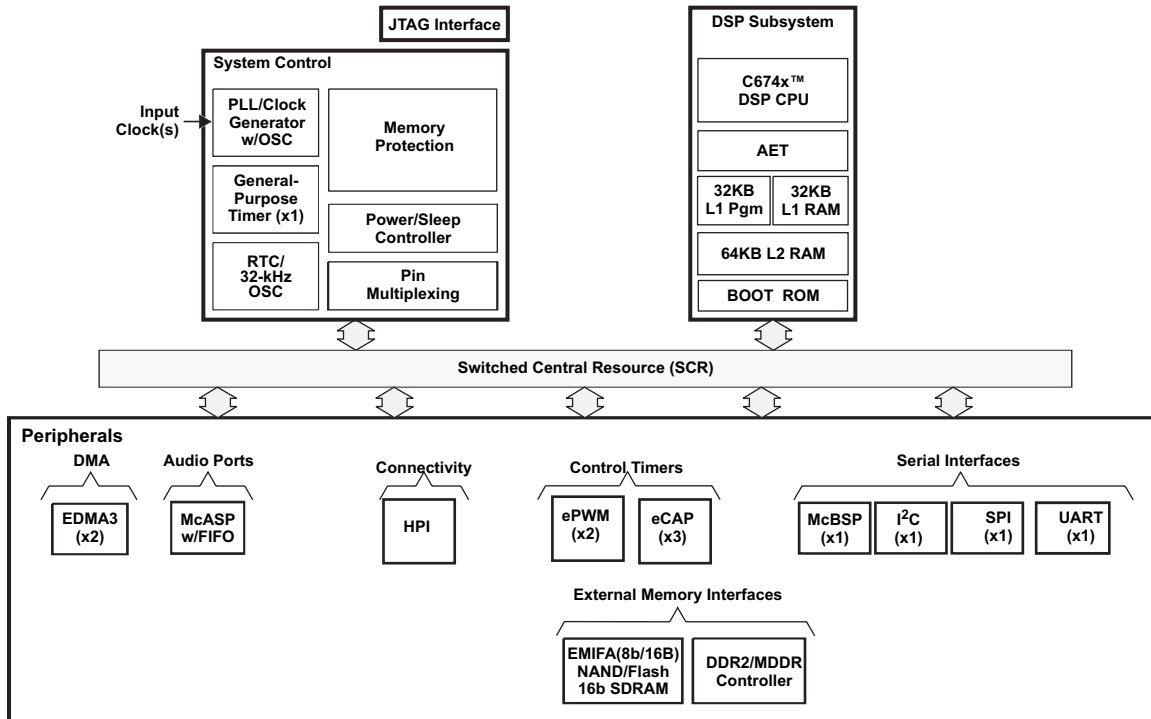 JTAG Interface
System Control
Input
Clock(s)
PLL/Clock
Generator
w/OSC
General-
Purpose
Timer (x1)
RTC/
32-kHz
OSC
Memory
Protection
Power/Sleep
Controller
Pin
Multiplexing
DSP Subsystem
C674x™
DSP CPU
AET
32KB
L1 Pgm
32KB
L1 RAM
64KB L2 RAM
BOOT ROM
Switched Central Resource (SCR)
Peripherals
DMA
EDMA3
(x2)
Audio Ports
McASP
w/FIFO
Connectivity
HPI
Control Timers
ePWM
(x2)
eCAP
(x3)
Serial Interfaces
McBSP
(x1)
I²C
(x1)
SPI
(x1)
UART
(x1)
External Memory Interfaces
EMIFA(8b/16B)
NAND/Flash
16b SDRAM
DDR2/MDDR
Controller